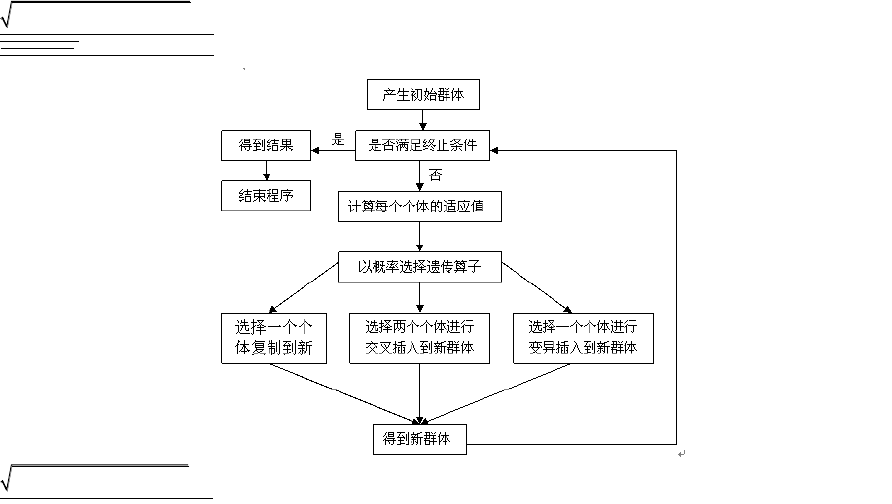 产生初始群体
是否满足终止条件
是
得到结果
否
结束程序
计算每个个体的适应值
以概率选择遗传算子
选择一个个
体复制到新
选择两个个体进行
交叉插入到新群体
选择一个个体进行
变异插入到新群体
得到新群体